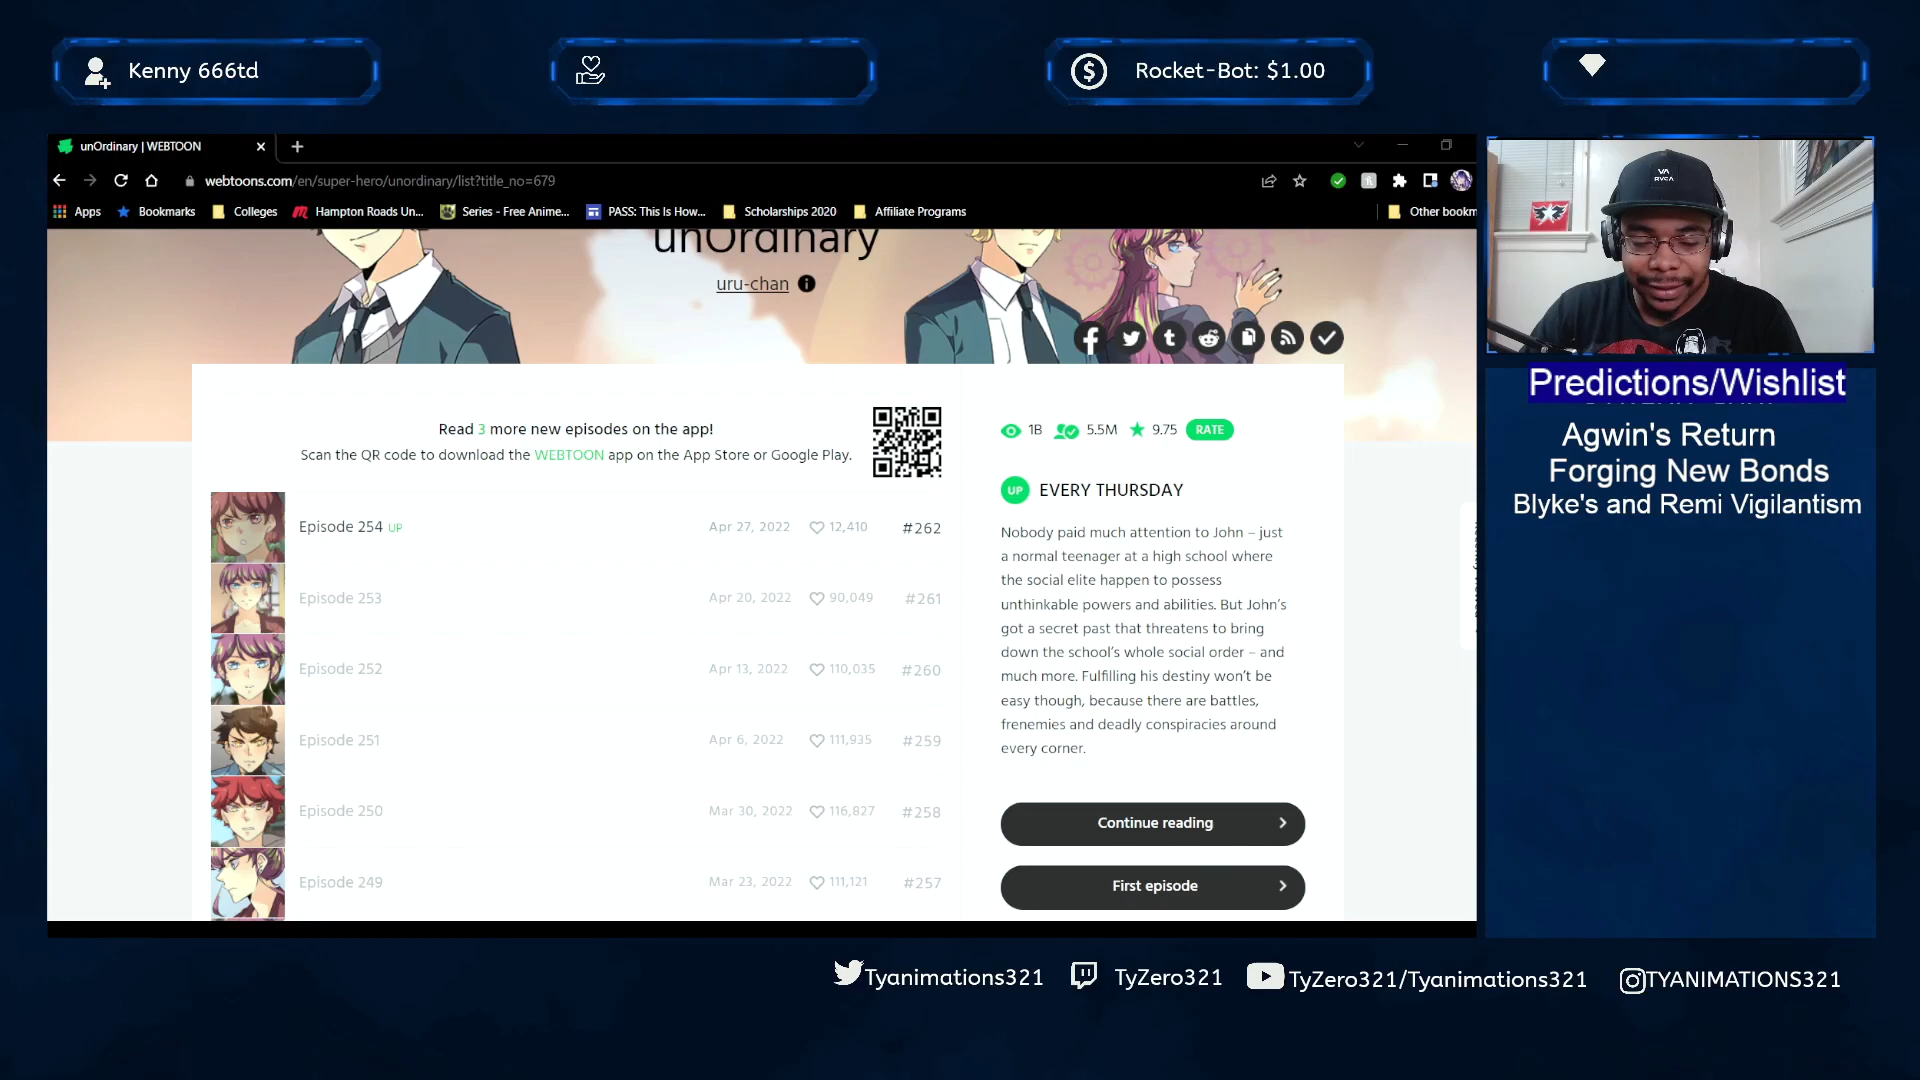 Kenny 666td
Rocket-Bot: $1.00
unOrdinary | WEBTOON
webtoons.com/en/super-hero/unordinary/list?title_no=679
Apps
Bookmarks
Colleges
Hampton Roads Un...
Series - Free Anime...
PASS: This Is How...
Scholarships 2020
Affiliate Programs
Other bookm
unOrdinary
uru-chan
Read 3 more new episodes on the app!
Scan the QR code to download the WEBTOON app on the App Store or Google Play.
Episode 254 UP Apr 27, 2022 12,410 #262
Episode 253 Apr 20, 2022 90,049 #261
Episode 252 Apr 13, 2022 110,035 #260
Episode 251 Apr 6, 2022 111,935 #259
Episode 250 Mar 30, 2022 116,827 #258
Episode 249 Mar 23, 2022 111,121 #257
1B 5.5M 9.75 RATE
UP EVERY THURSDAY
Nobody paid much attention to John – just
a normal teenager at a high school where
the social elite happen to possess
unthinkable powers and abilities. But John's
got a secret past that threatens to bring
down the school's whole social order – and
much more. Fulfilling his destiny won't be
easy though, because there are battles,
frenemies and deadly conspiracies around
every corner.
Continue reading
First episode
VA
RVCA
Predictions/Wishlist
Agwin's Return
Forging New Bonds
Blyke's and Remi Vigilantism
Tyanimations321
TyZero321
TyZero321/Tyanimations321
TYANIMATIONS321